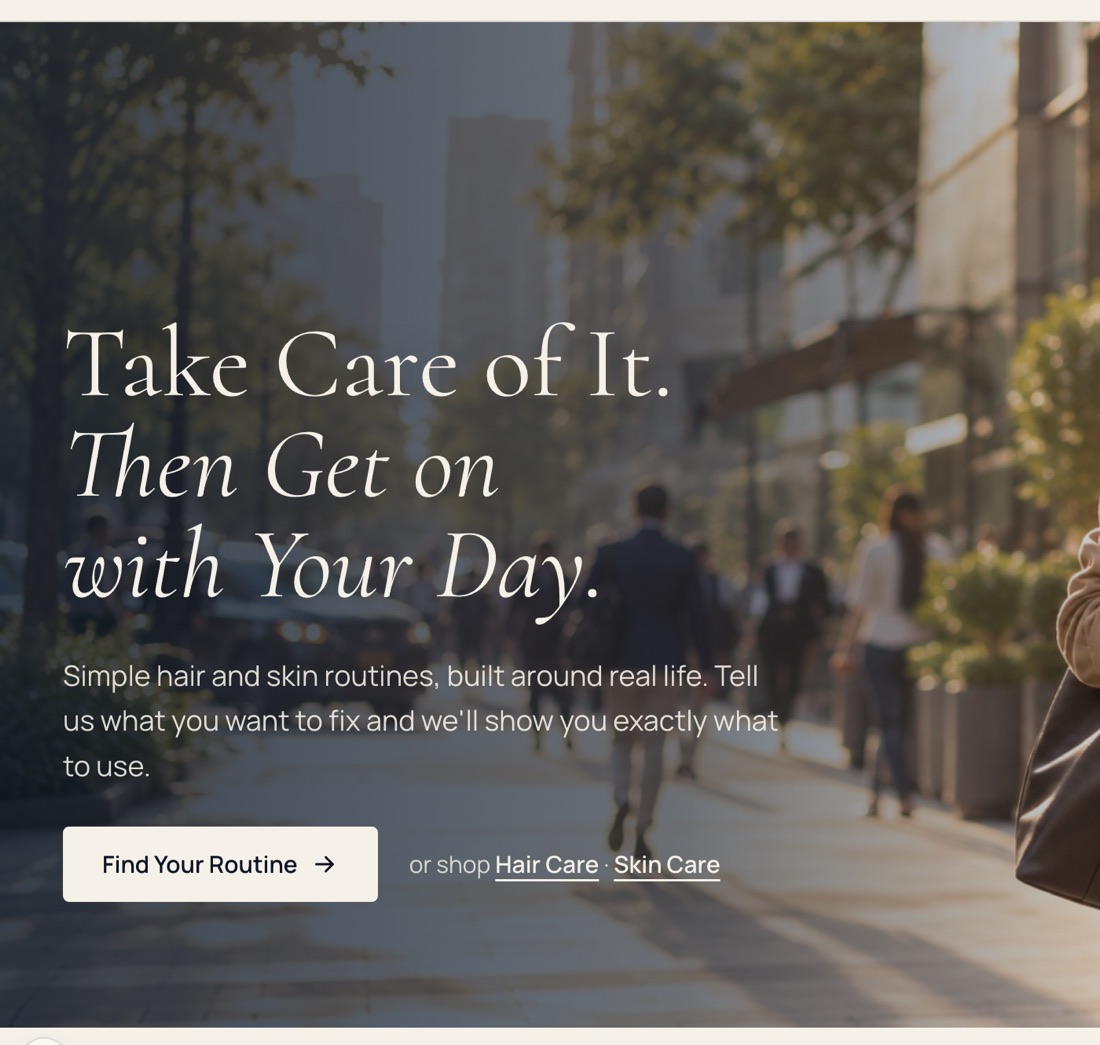 Take Care of It.
Then Get on
with Your Day.
Simple hair and skin routines, built around real life. Tell
us what you want to fix and we'll show you exactly what
to use.
Find Your Routine →
or shop Hair Care · Skin Care